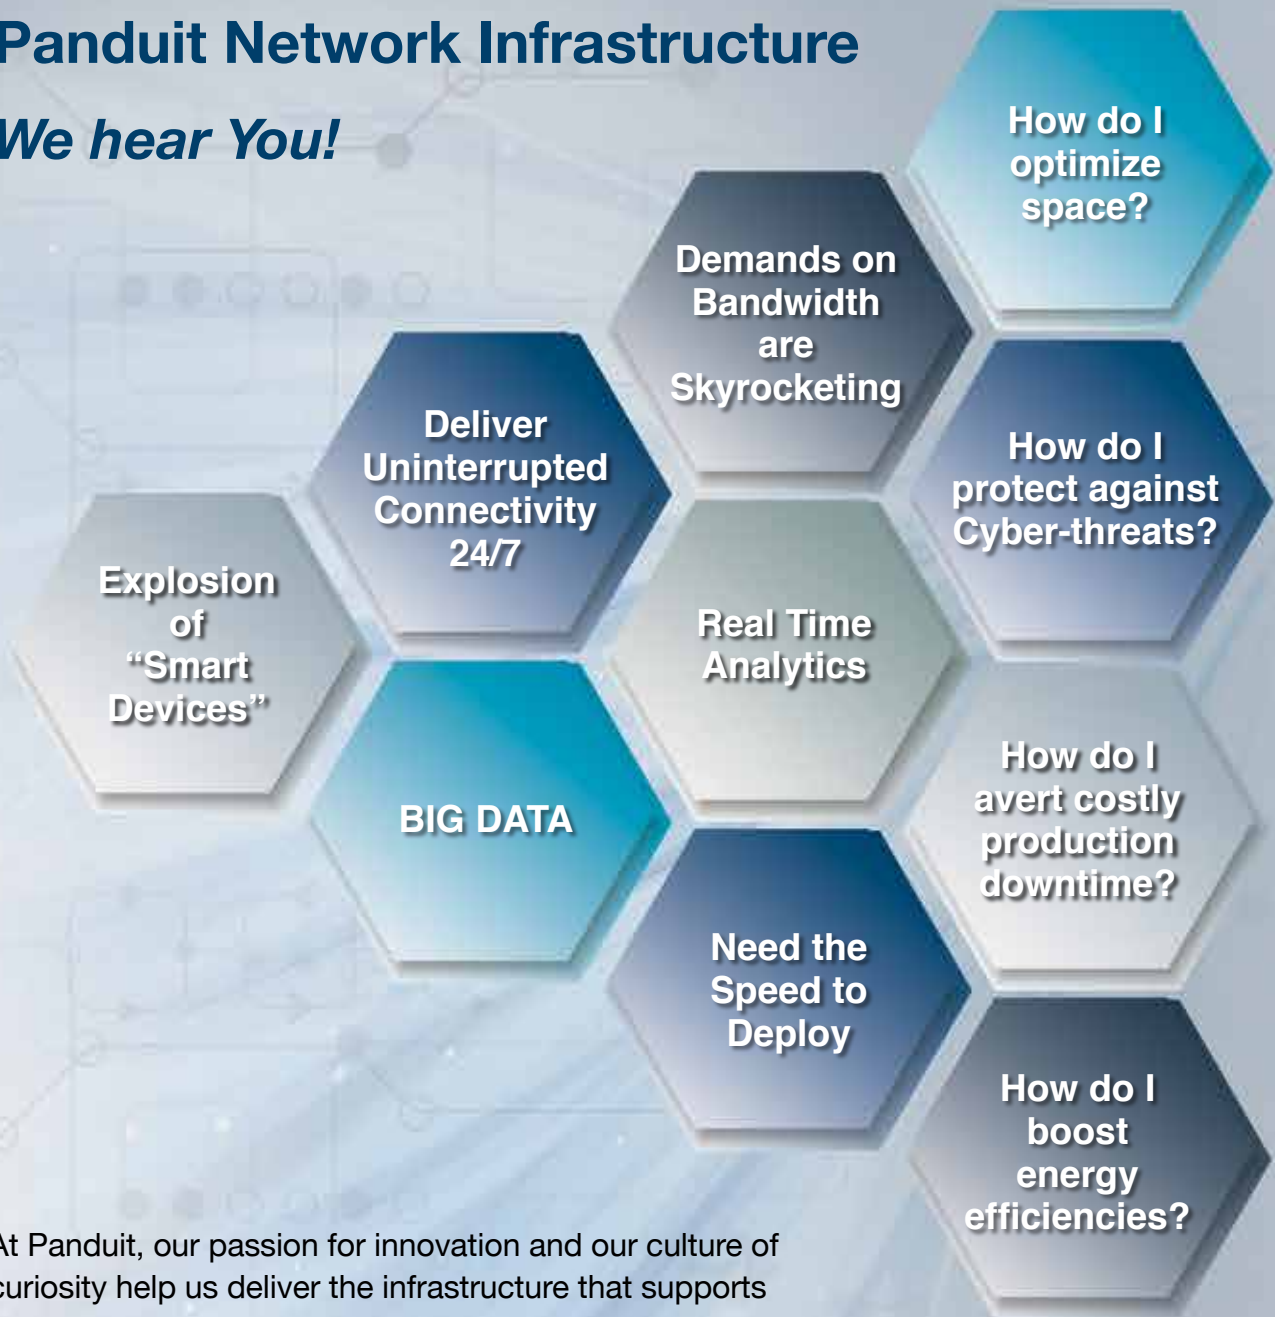 Panduit Network Infrastructure
We hear You!
How do I
optimize
space?
Demands on
Bandwidth
are
Skyrocketing
Deliver
Uninterrupted
Connectivity
24/7
How do I
protect against
Cyber-threats?
Explosion
of
“Smart
Devices”
Real Time
Analytics
BIG DATA
How do I
avert costly
production
downtime?
Need the
Speed to
Deploy
How do I
boost
energy
efficiencies?
At Panduit, our passion for innovation and our culture of
curiosity help us deliver the infrastructure that supports